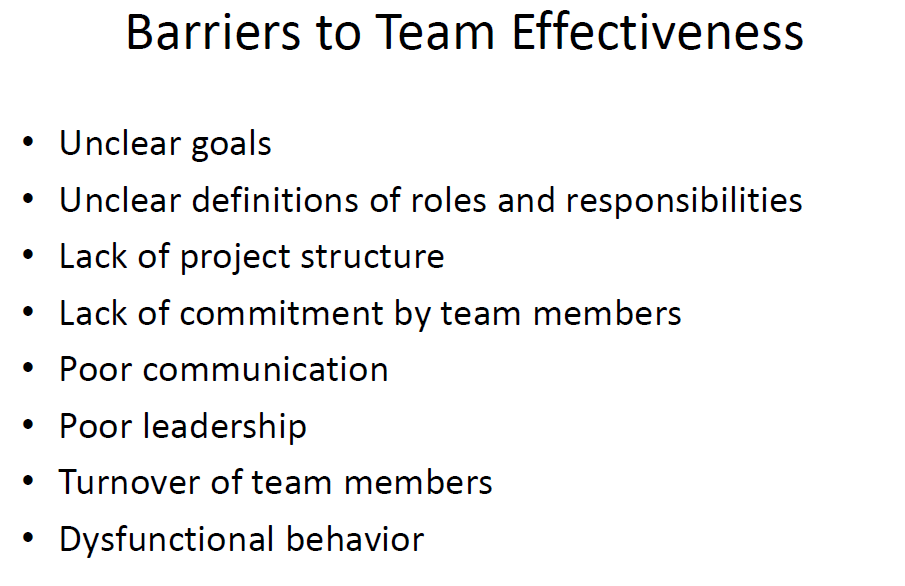 Barriers to Team Effectiveness
• Unclear goals
• Unclear definitions of roles and responsibilities
• Lack of project structure
• Lack of commitment by team members
• Poor communication
• Poor leadership
• Turnover of team members
• Dysfunctional behavior